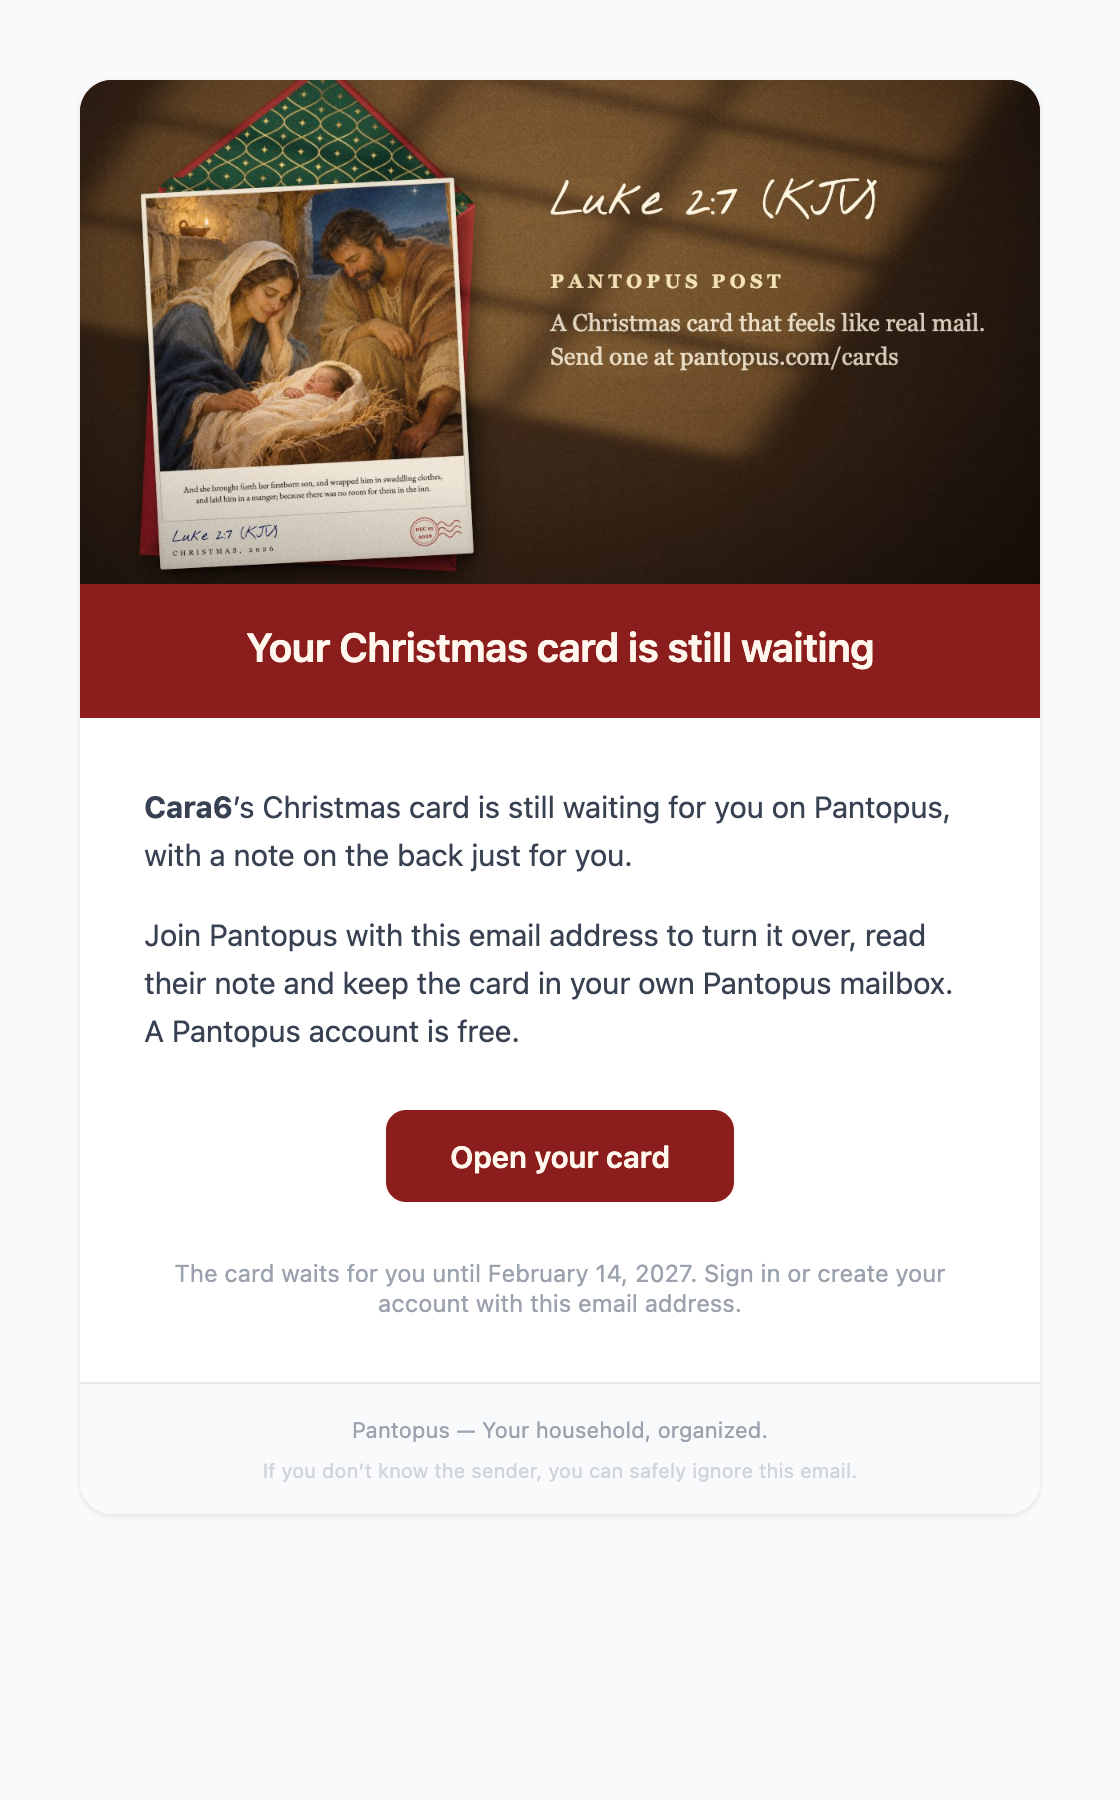 Luke 2:7 (KJV)
PANTOPUS POST
A Christmas card that feels like real mail.
Send one at pantopus.com/cards
And she brought forth her firstborn son, and wrapped him in swaddling clothes,
and laid him in a manger; because there was no room for them in the inn.
Luke 2:7 (KJV)
CHRISTMAS, 2026
DEC 25
2026
Your Christmas card is still waiting
Cara6’s Christmas card is still waiting for you on Pantopus,
with a note on the back just for you.
Join Pantopus with this email address to turn it over, read
their note and keep the card in your own Pantopus mailbox.
A Pantopus account is free.
Open your card
The card waits for you until February 14, 2027. Sign in or create your
account with this email address.
Pantopus — Your household, organized.
If you don’t know the sender, you can safely ignore this email.